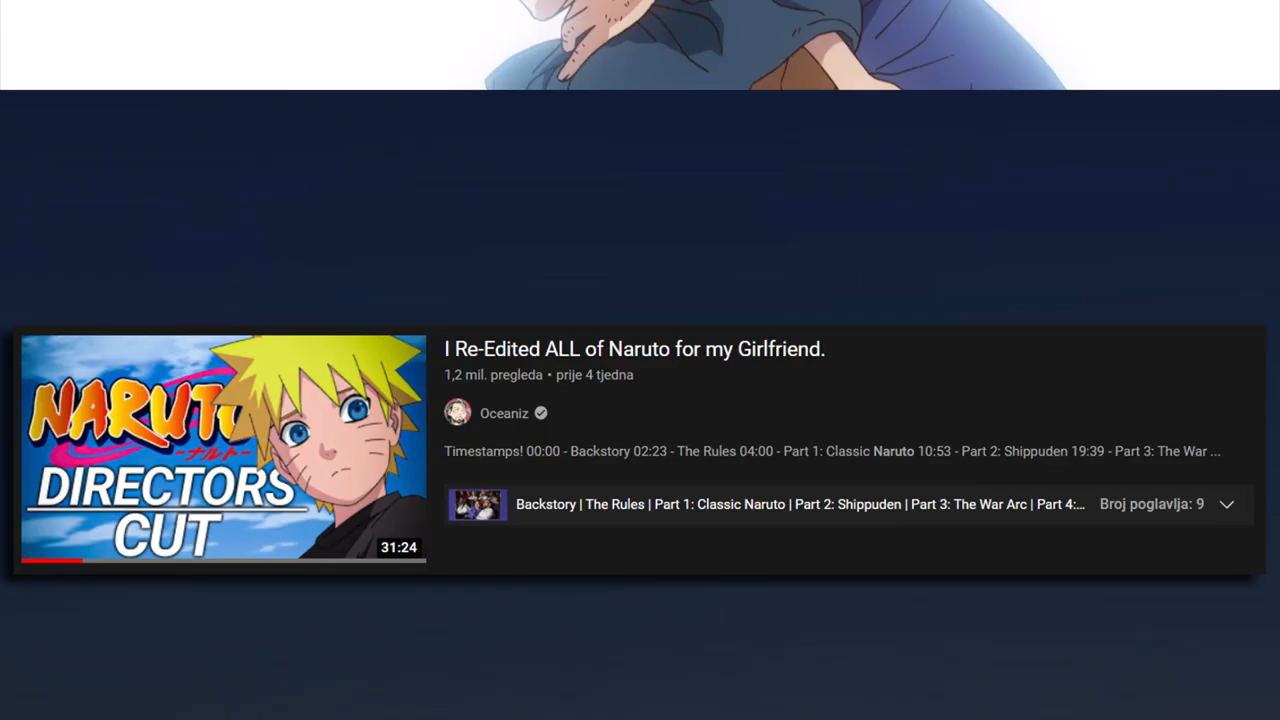 NARUTO
-ナルト-
DIRECTORS
CUT
31:24
I Re-Edited ALL of Naruto for my Girlfriend.
1,2 mil. pregleda • prije 4 tjedna
Oceaniz
Timestamps! 00:00 - Backstory 02:23 - The Rules 04:00 - Part 1: Classic Naruto 10:53 - Part 2: Shippuden 19:39 - Part 3: The War ...
Backstory | The Rules | Part 1: Classic Naruto | Part 2: Shippuden | Part 3: The War Arc | Part 4:...
Broj poglavlja: 9